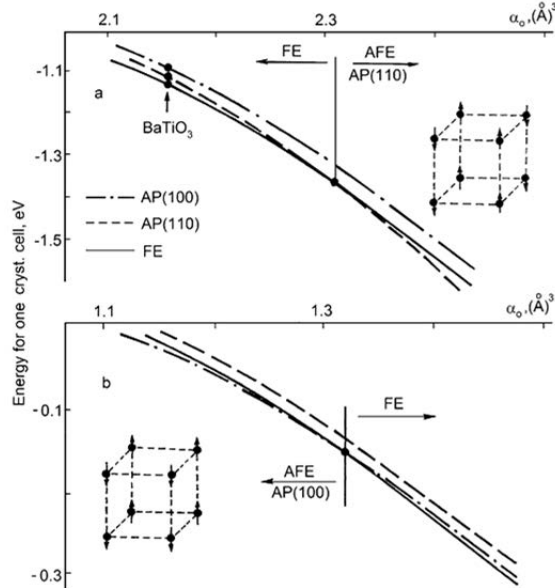 2.1 2.3 αₒ,(Å)³
-1.1
-1.3
-1.5
a
FE
AFE
AP(110)
BaTiO₃
AP(100)
AP(110)
FE
Energy for one cryst. cell, eV
1.1 1.3 αₒ,(Å)³
-0.1
-0.3
b
FE
AFE
AP(100)